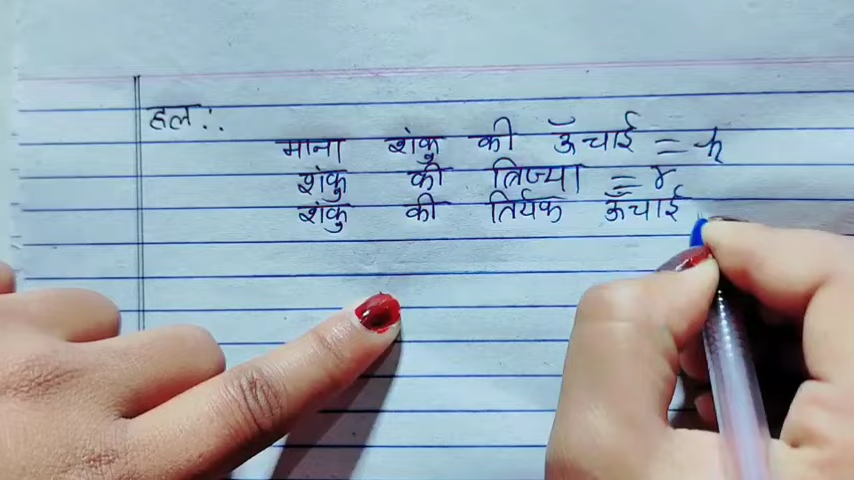 हल :.
माना शंकु की ऊँचाई = h
शंकु की त्रिज्या = r
शंकु की तिर्यक ऊँचाई